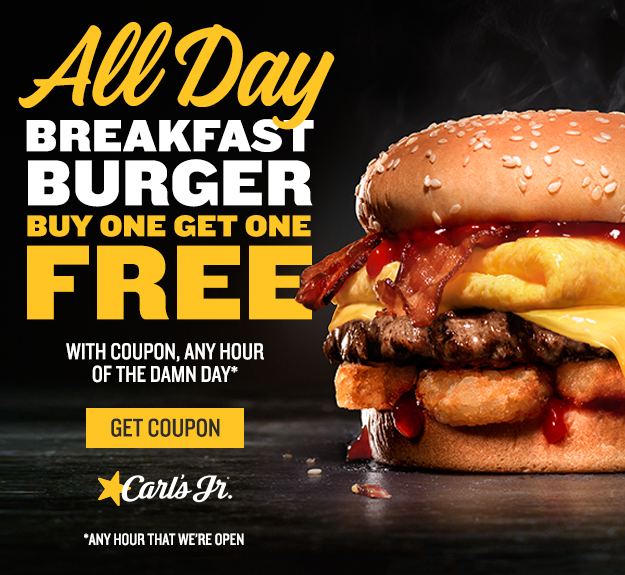 All Day
BREAKFAST
BURGER
BUY ONE GET ONE
FREE
WITH COUPON, ANY HOUR
OF THE DAMN DAY*
GET COUPON
Carl's Jr.
*ANY HOUR THAT WE'RE OPEN